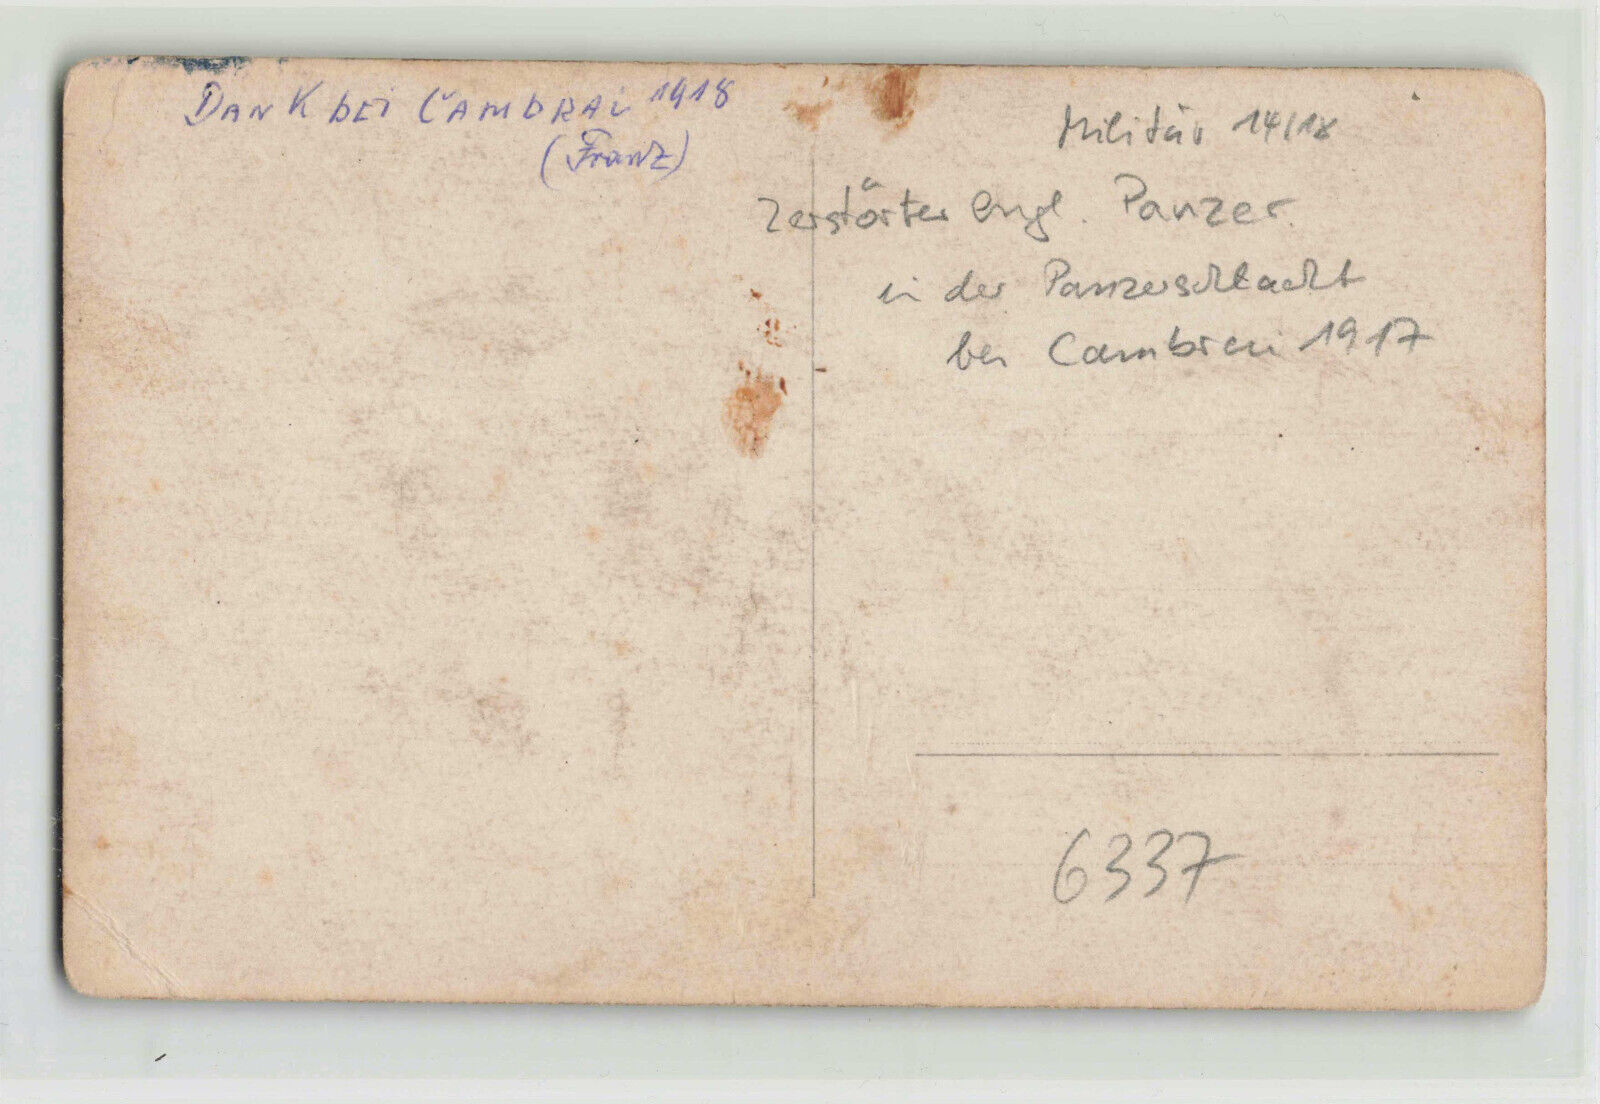 DANK bei CAMBRAI 1918
(Franz)
Militär 14/18
Zerstörter engl. Panzer
in der Panzerschlacht
bei Cambrai 1917
6337